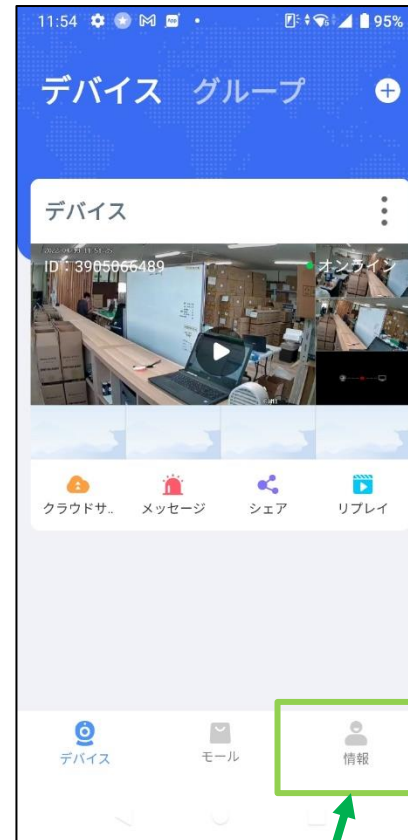 11:54 95%
デバイス グループ
デバイス
ID：3905066489 オンライン
クラウドサ.. メッセージ シェア リプレイ
デバイス モール 情報